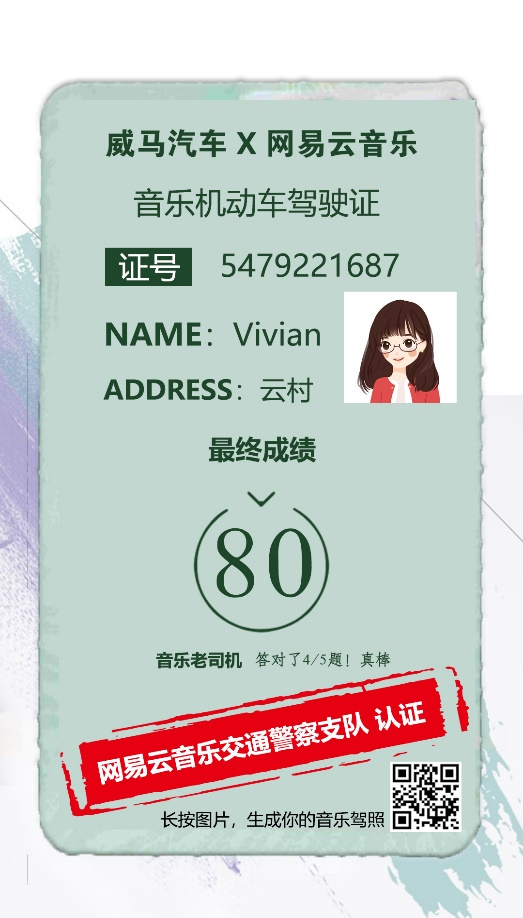 威马汽车 X 网易云音乐
音乐机动车驾驶证
证号 5479221687
NAME：Vivian
ADDRESS：云村
最终成绩
80
音乐老司机 答对了4/5题！真棒
网易云音乐交通警察支队 认证
长按图片，生成你的音乐驾照